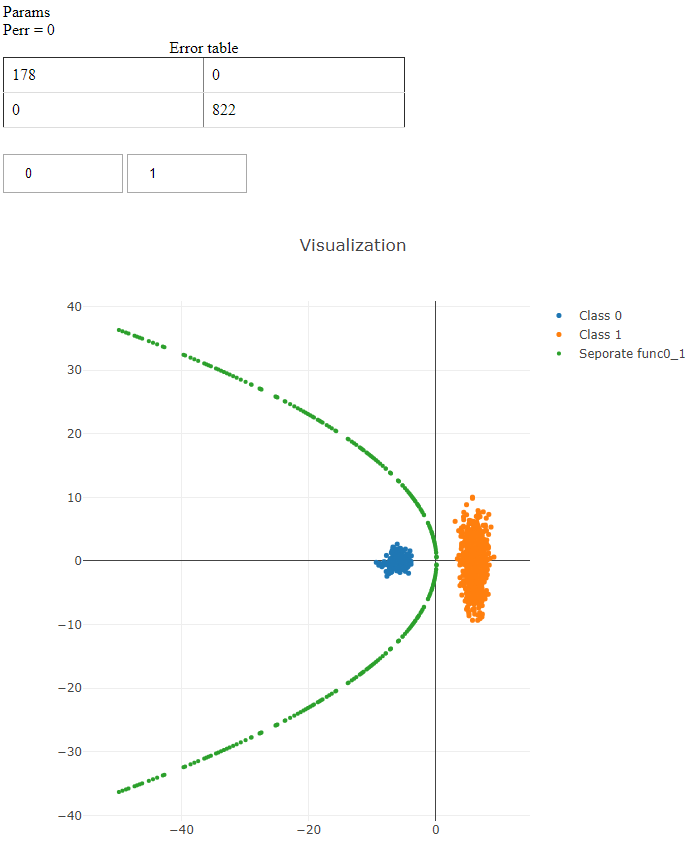 Params
Perr = 0
Error table
178 0
0 822
0 1
Visualization
40
30
20
10
0
−10
−20
−30
−40
−40 −20 0
Class 0
Class 1
Seporate func0_1